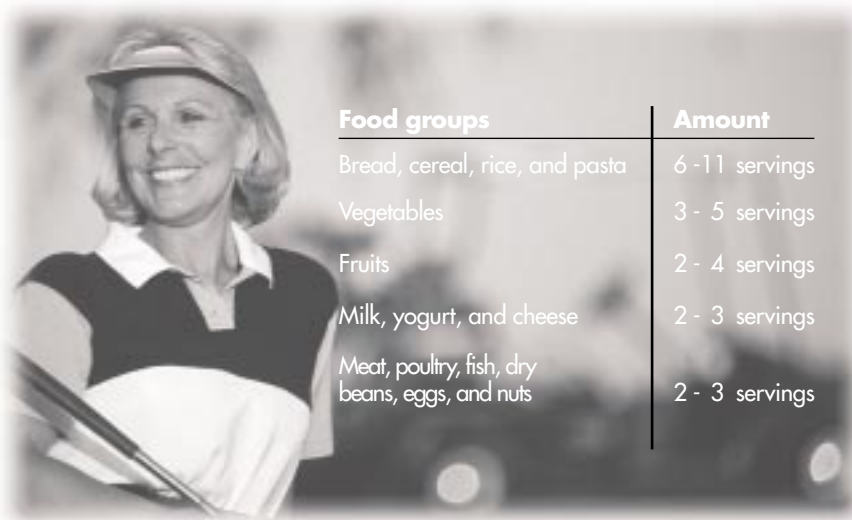 Food groups Amount
Bread, cereal, rice, and pasta 6 -11 servings
Vegetables 3 - 5 servings
Fruits 2 - 4 servings
Milk, yogurt, and cheese 2 - 3 servings
Meat, poultry, fish, dry
beans, eggs, and nuts 2 - 3 servings